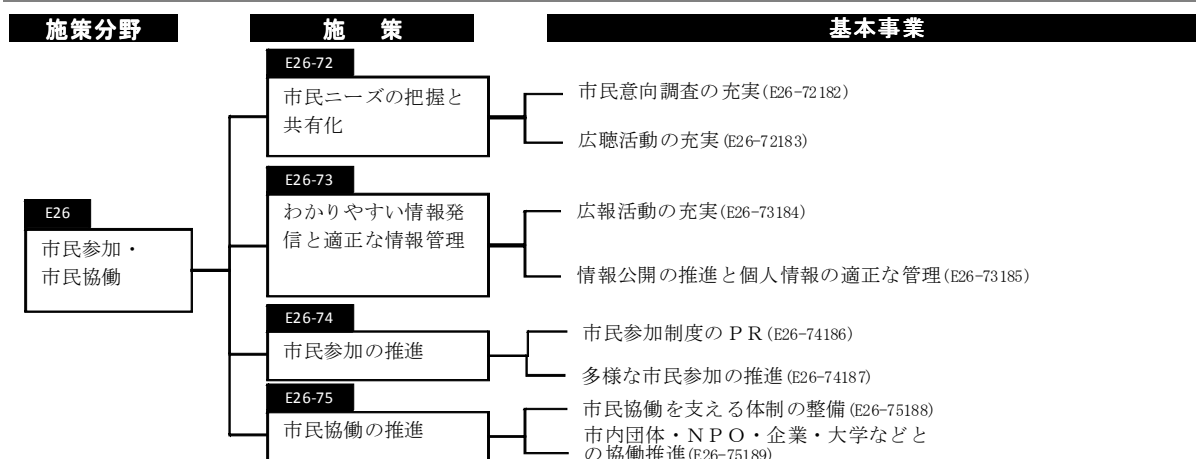 施策分野
施 策
基本事業
E26-72
市民ニーズの把握と
共有化
市民意向調査の充実(E26-72182)
広聴活動の充実(E26-72183)
E26-73
わかりやすい情報発
信と適正な情報管理
広報活動の充実(E26-73184)
情報公開の推進と個人情報の適正な管理(E26-73185)
E26
市民参加・
市民協働
E26-74
市民参加の推進
市民参加制度のPR(E26-74186)
多様な市民参加の推進(E26-74187)
E26-75
市民協働の推進
市民協働を支える体制の整備(E26-75188)
市内団体・NPO・企業・大学などと
の協働推進(E26-75189)